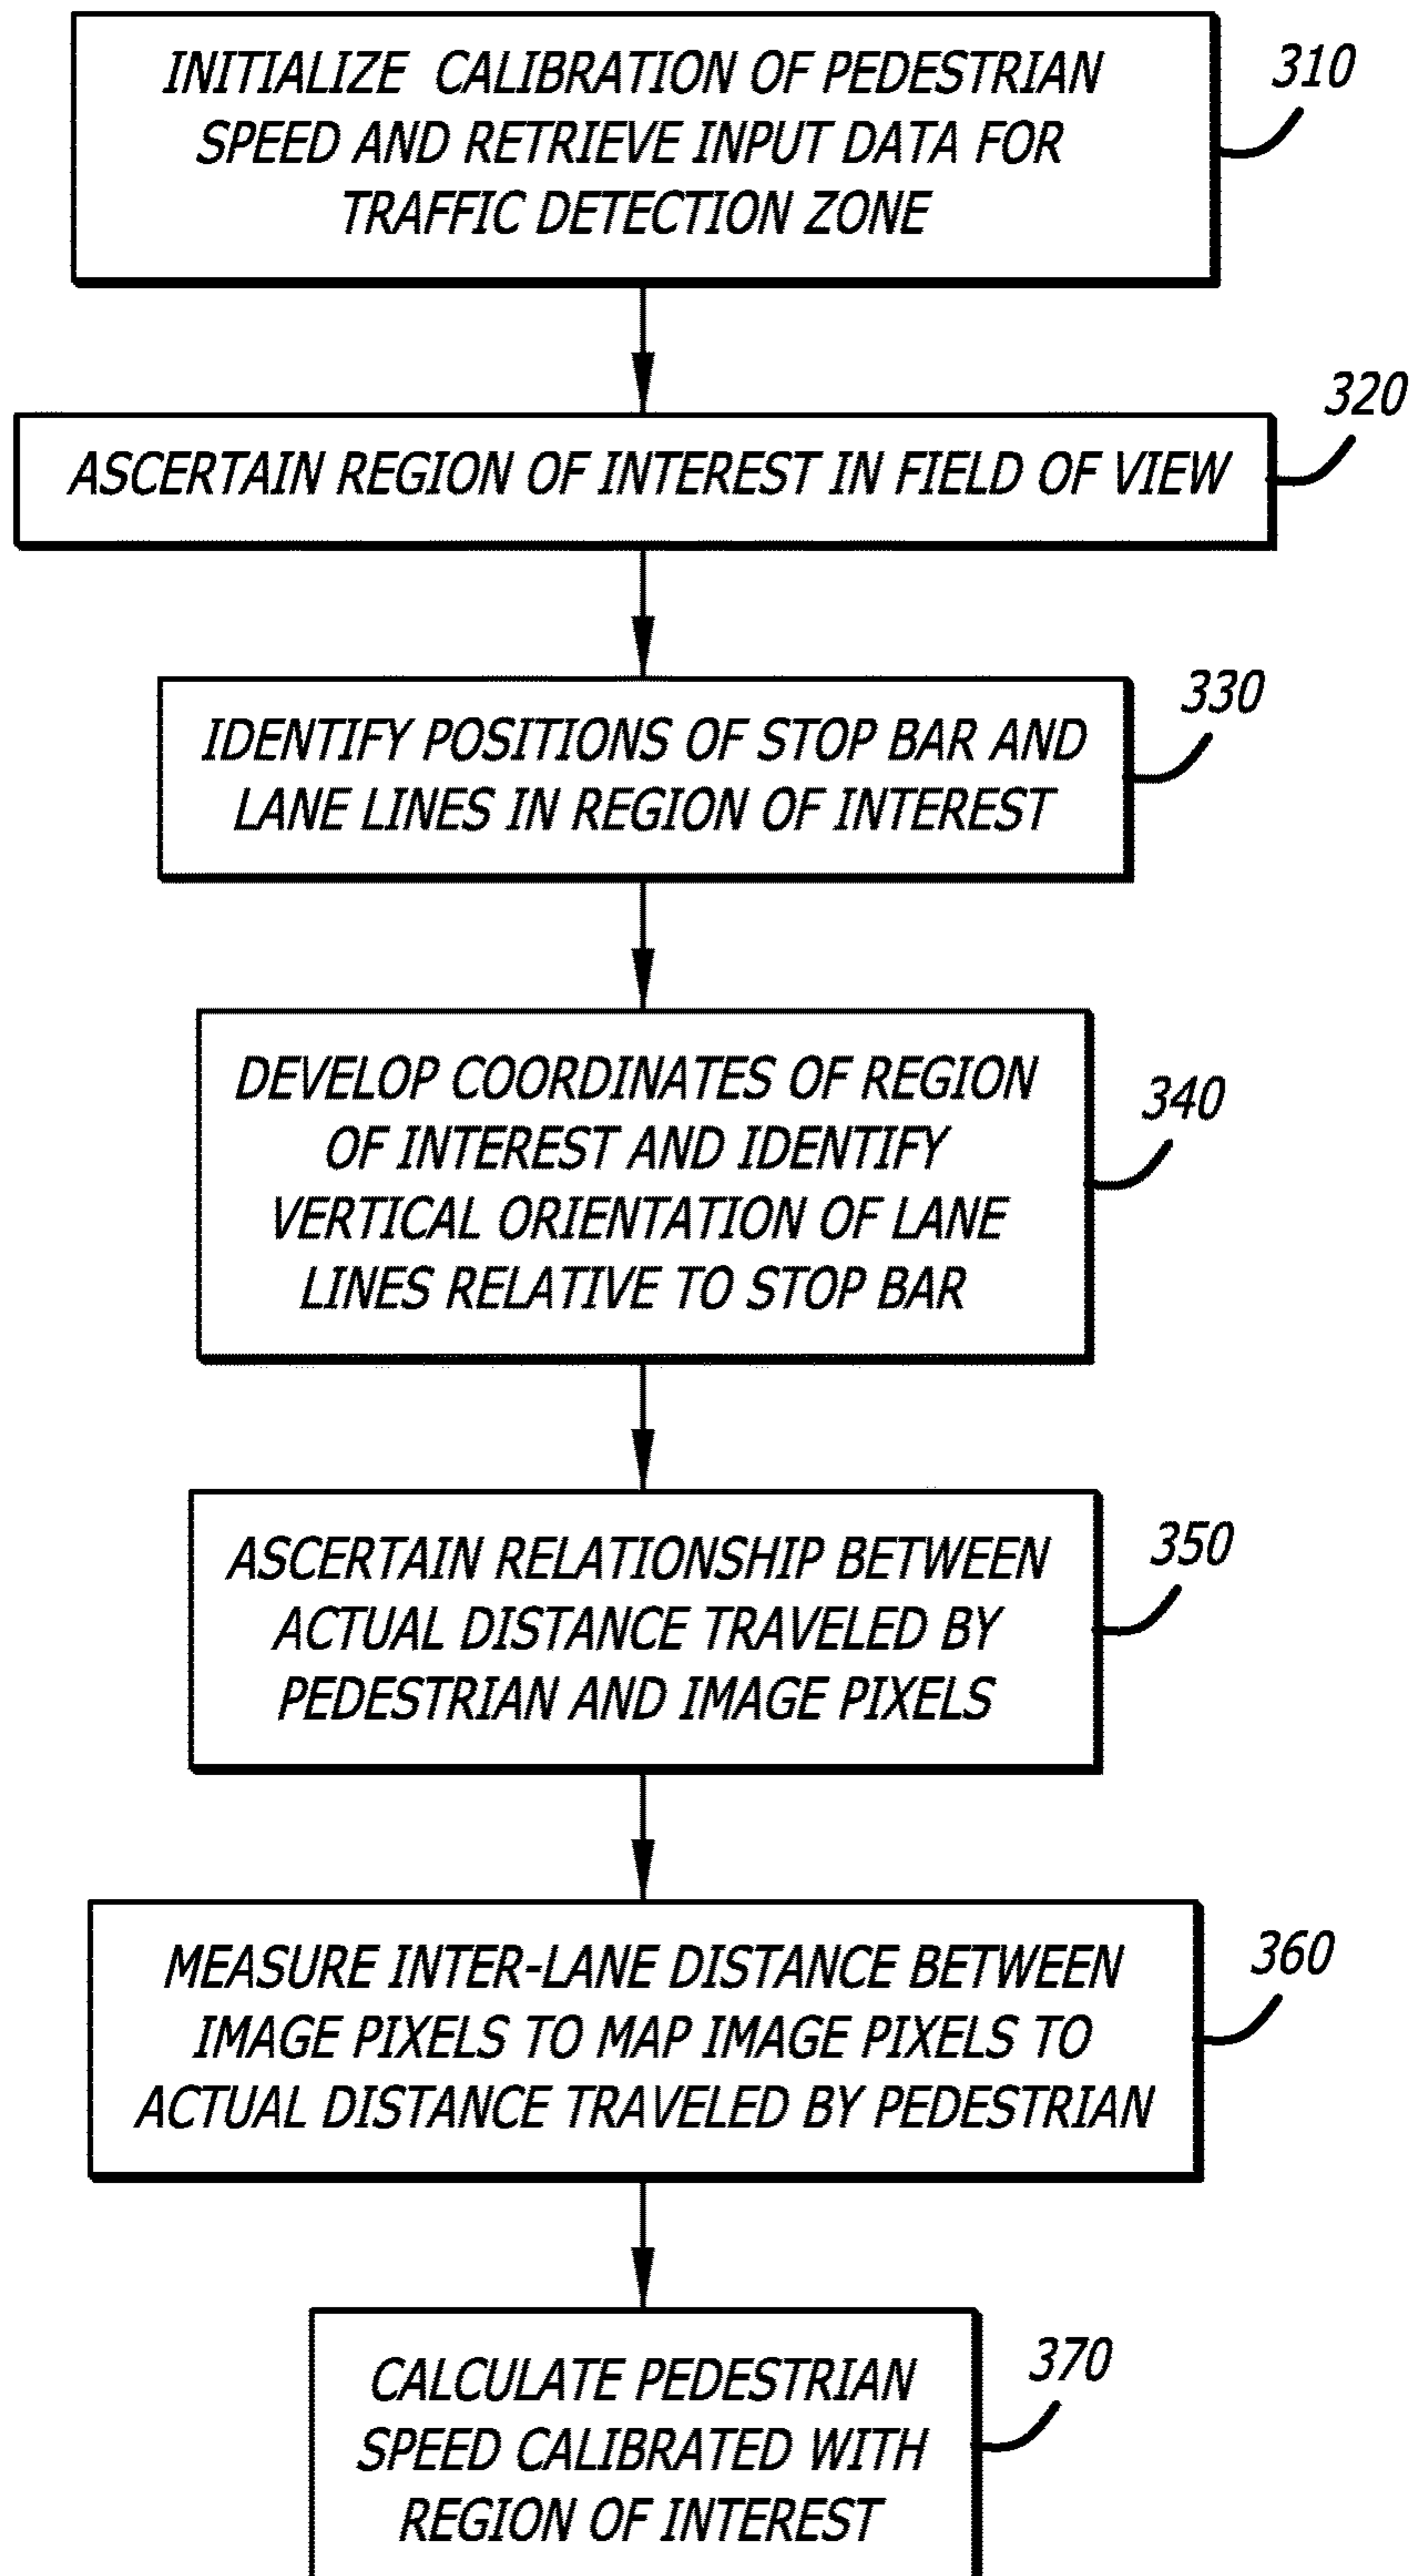 INITIALIZE CALIBRATION OF PEDESTRIAN
SPEED AND RETRIEVE INPUT DATA FOR
TRAFFIC DETECTION ZONE
310
ASCERTAIN REGION OF INTEREST IN FIELD OF VIEW
320
IDENTIFY POSITIONS OF STOP BAR AND
LANE LINES IN REGION OF INTEREST
330
DEVELOP COORDINATES OF REGION
OF INTEREST AND IDENTIFY
VERTICAL ORIENTATION OF LANE
LINES RELATIVE TO STOP BAR
340
ASCERTAIN RELATIONSHIP BETWEEN
ACTUAL DISTANCE TRAVELED BY
PEDESTRIAN AND IMAGE PIXELS
350
MEASURE INTER-LANE DISTANCE BETWEEN
IMAGE PIXELS TO MAP IMAGE PIXELS TO
ACTUAL DISTANCE TRAVELED BY PEDESTRIAN
360
CALCULATE PEDESTRIAN
SPEED CALIBRATED WITH
REGION OF INTEREST
370